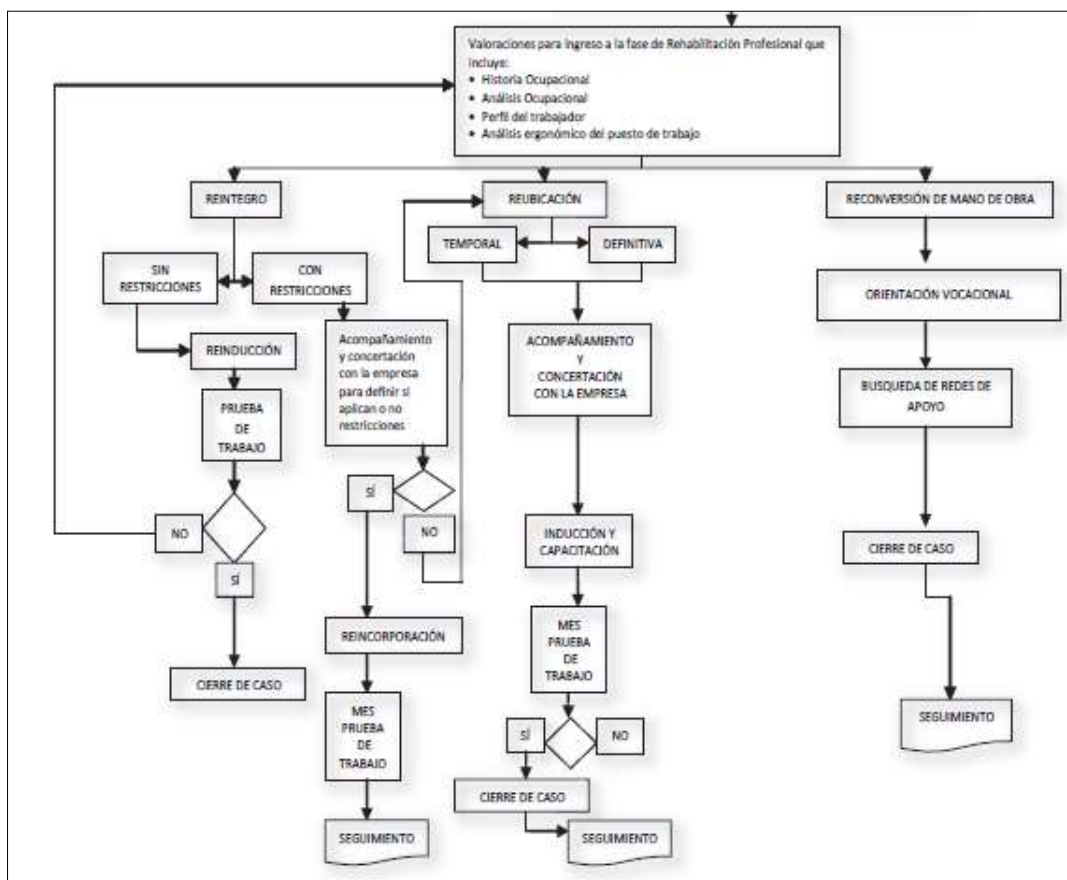 Valoraciones para ingreso a la fase de Rehabilitación Profesional que
incluye:
• Historia Ocupacional
• Análisis Ocupacional
• Perfil del trabajador
• Análisis ergonómico del puesto de trabajo
REINTEGRO
REUBICACIÓN
RECONVERSIÓN DE MANO DE OBRA
TEMPORAL
DEFINITIVA
SIN
RESTRICCIONES
CON
RESTRICCIONES
ORIENTACIÓN VOCACIONAL
REINDUCCIÓN
Acompañamiento
y concertación
con la empresa
para definir si
aplican o no
restricciones
ACOMPAÑAMIENTO
Y
CONCERTACIÓN
CON LA EMPRESA
BUSQUEDA DE REDES DE
APOYO
PRUEBA
DE
TRABAJO
SÍ
NO
NO
SÍ
INDUCCIÓN Y
CAPACITACIÓN
CIERRE DE CASO
REINCORPORACIÓN
MES
PRUEBA
DE
TRABAJO
CIERRE DE CASO
MES
PRUEBA
DE
TRABAJO
SÍ
NO
SEGUIMIENTO
CIERRE DE CASO
SEGUIMIENTO
SEGUIMIENTO